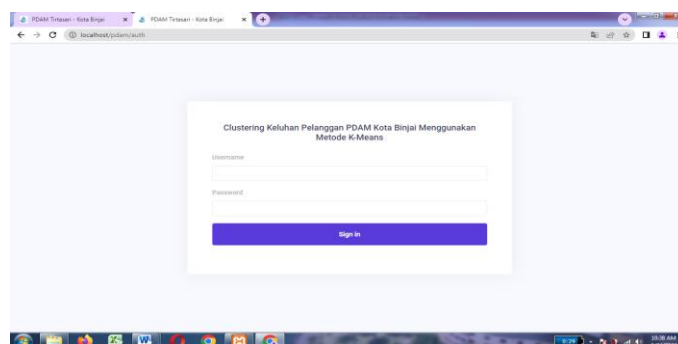 PDAM Tirtasari - Kota Binjai
PDAM Tirtasari - Kota Binjai
localhost/pdam/auth
Clustering Keluhan Pelanggan PDAM Kota Binjai Menggunakan
Metode K-Means
Username
Password
Sign in
10:38 AM